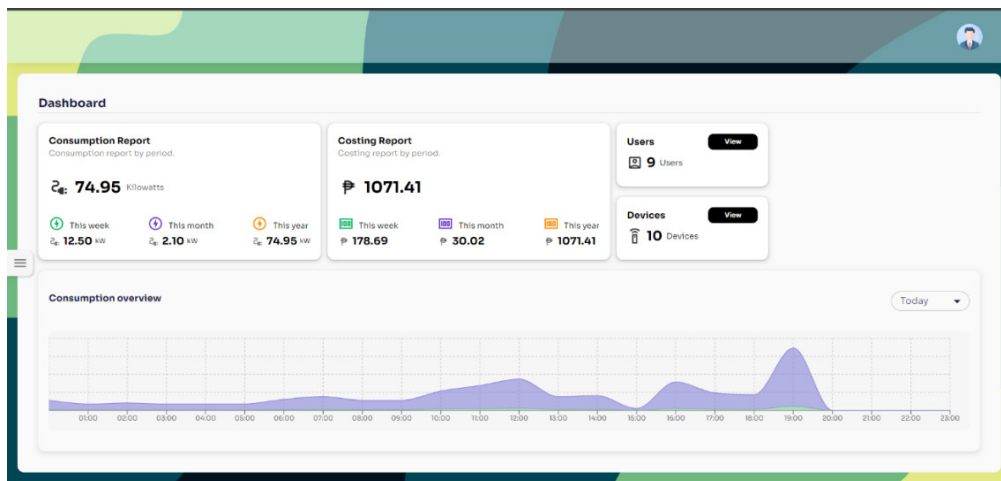 Dashboard
Consumption Report
Consumption report by period.
74.95 Kilowatts
This week
12.50 kW
This month
2.10 kW
This year
74.95 kW
Costing Report
Costing report by period.
₱ 1071.41
This week
₱ 178.69
This month
₱ 30.02
This year
₱ 1071.41
Users
View
9 Users
Devices
View
10 Devices
Consumption overview
Today
01:00 02:00 03:00 04:00 05:00 06:00 07:00 08:00 09:00 10:00 11:00 12:00 13:00 14:00 15:00 16:00 17:00 18:00 19:00 20:00 21:00 22:00 23:00